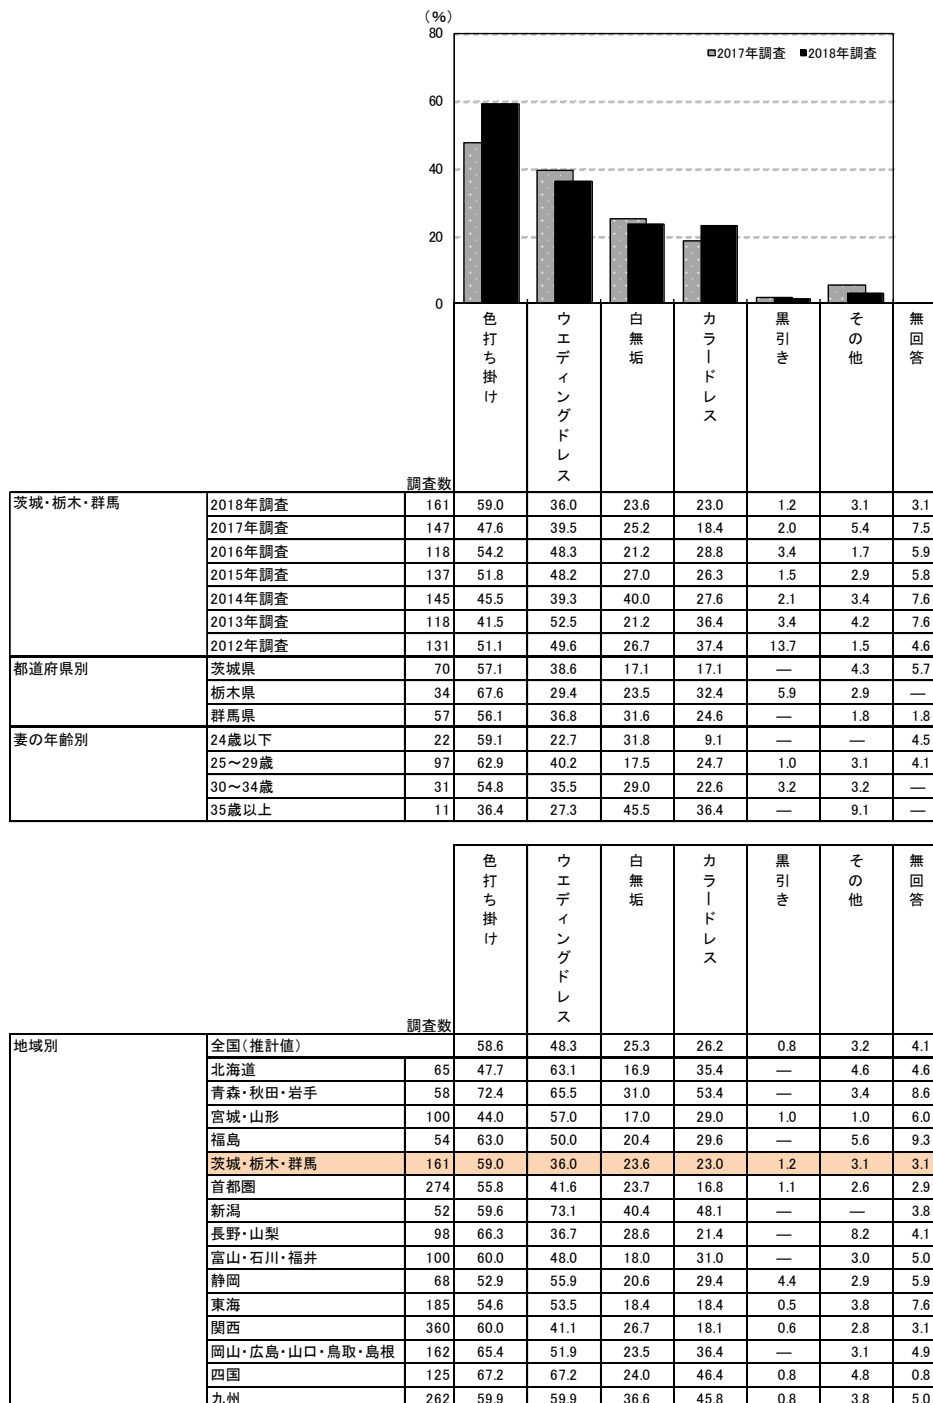 (%)
80
60
40
20
0
2017年調査 2018年調査
調査数 色打ち掛け ウエディングドレス 白無垢 カラードレス 黒引き その他 無回答
茨城・栃木・群馬 2018年調査 161 59.0 36.0 23.6 23.0 1.2 3.1 3.1
2017年調査 147 47.6 39.5 25.2 18.4 2.0 5.4 7.5
2016年調査 118 54.2 48.3 21.2 28.8 3.4 1.7 5.9
2015年調査 137 51.8 48.2 27.0 26.3 1.5 2.9 5.8
2014年調査 145 45.5 39.3 40.0 27.6 2.1 3.4 7.6
2013年調査 118 41.5 52.5 21.2 36.4 3.4 4.2 7.6
2012年調査 131 51.1 49.6 26.7 37.4 13.7 1.5 4.6
都道府県別 茨城県 70 57.1 38.6 17.1 17.1 — 4.3 5.7
栃木県 34 67.6 29.4 23.5 32.4 5.9 2.9 —
群馬県 57 56.1 36.8 31.6 24.6 — 1.8 1.8
妻の年齢別 24歳以下 22 59.1 22.7 31.8 9.1 — — 4.5
25～29歳 97 62.9 40.2 17.5 24.7 1.0 3.1 4.1
30～34歳 31 54.8 35.5 29.0 22.6 3.2 3.2 —
35歳以上 11 36.4 27.3 45.5 36.4 — 9.1 —
調査数 色打ち掛け ウエディングドレス 白無垢 カラードレス 黒引き その他 無回答
地域別 全国(推計値) 58.6 48.3 25.3 26.2 0.8 3.2 4.1
北海道 65 47.7 63.1 16.9 35.4 — 4.6 4.6
青森・秋田・岩手 58 72.4 65.5 31.0 53.4 — 3.4 8.6
宮城・山形 100 44.0 57.0 17.0 29.0 1.0 1.0 6.0
福島 54 63.0 50.0 20.4 29.6 — 5.6 9.3
茨城・栃木・群馬 161 59.0 36.0 23.6 23.0 1.2 3.1 3.1
首都圏 274 55.8 41.6 23.7 16.8 1.1 2.6 2.9
新潟 52 59.6 73.1 40.4 48.1 — — 3.8
長野・山梨 98 66.3 36.7 28.6 21.4 — 8.2 4.1
富山・石川・福井 100 60.0 48.0 18.0 31.0 — 3.0 5.0
静岡 68 52.9 55.9 20.6 29.4 4.4 2.9 5.9
東海 185 54.6 53.5 18.4 18.4 0.5 3.8 7.6
関西 360 60.0 41.1 26.7 18.1 0.6 2.8 3.1
岡山・広島・山口・鳥取・島根 162 65.4 51.9 23.5 36.4 — 3.1 4.9
四国 125 67.2 67.2 24.0 46.4 0.8 4.8 0.8
九州 262 59.9 59.9 36.6 45.8 0.8 3.8 5.0